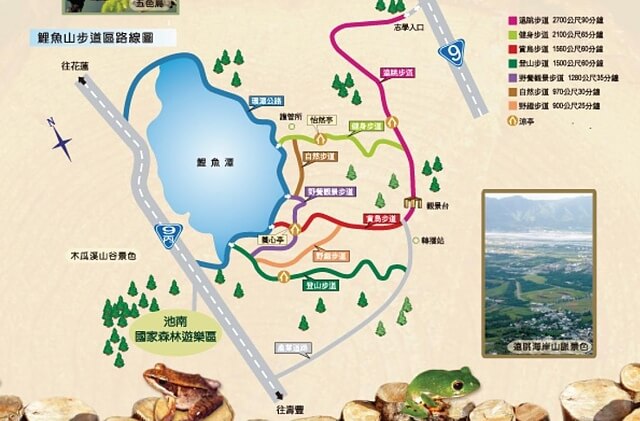 五色鳥
鯉魚山步道區路線圖
往花蓮
志學入口
9
遠眺步道 2700公尺90分鐘
健身步道 2100公尺65分鐘
賞鳥步道 1560公尺60分鐘
登山步道 1500公尺60分鐘
野營觀景步道 1280公尺35分鐘
自然步道 970公尺30分鐘
野趣步道 900公尺25分鐘
涼亭
遠眺步道
環潭公路
護管所
怡然亭
健身步道
自然步道
鯉魚潭
野營觀景步道
觀景台
賞鳥步道
9丙
養心亭
轉播站
木瓜溪山谷景色
野趣步道
登山步道
池南
國家森林遊樂區
產業道路
往壽豐
遠眺海岸山脈景色